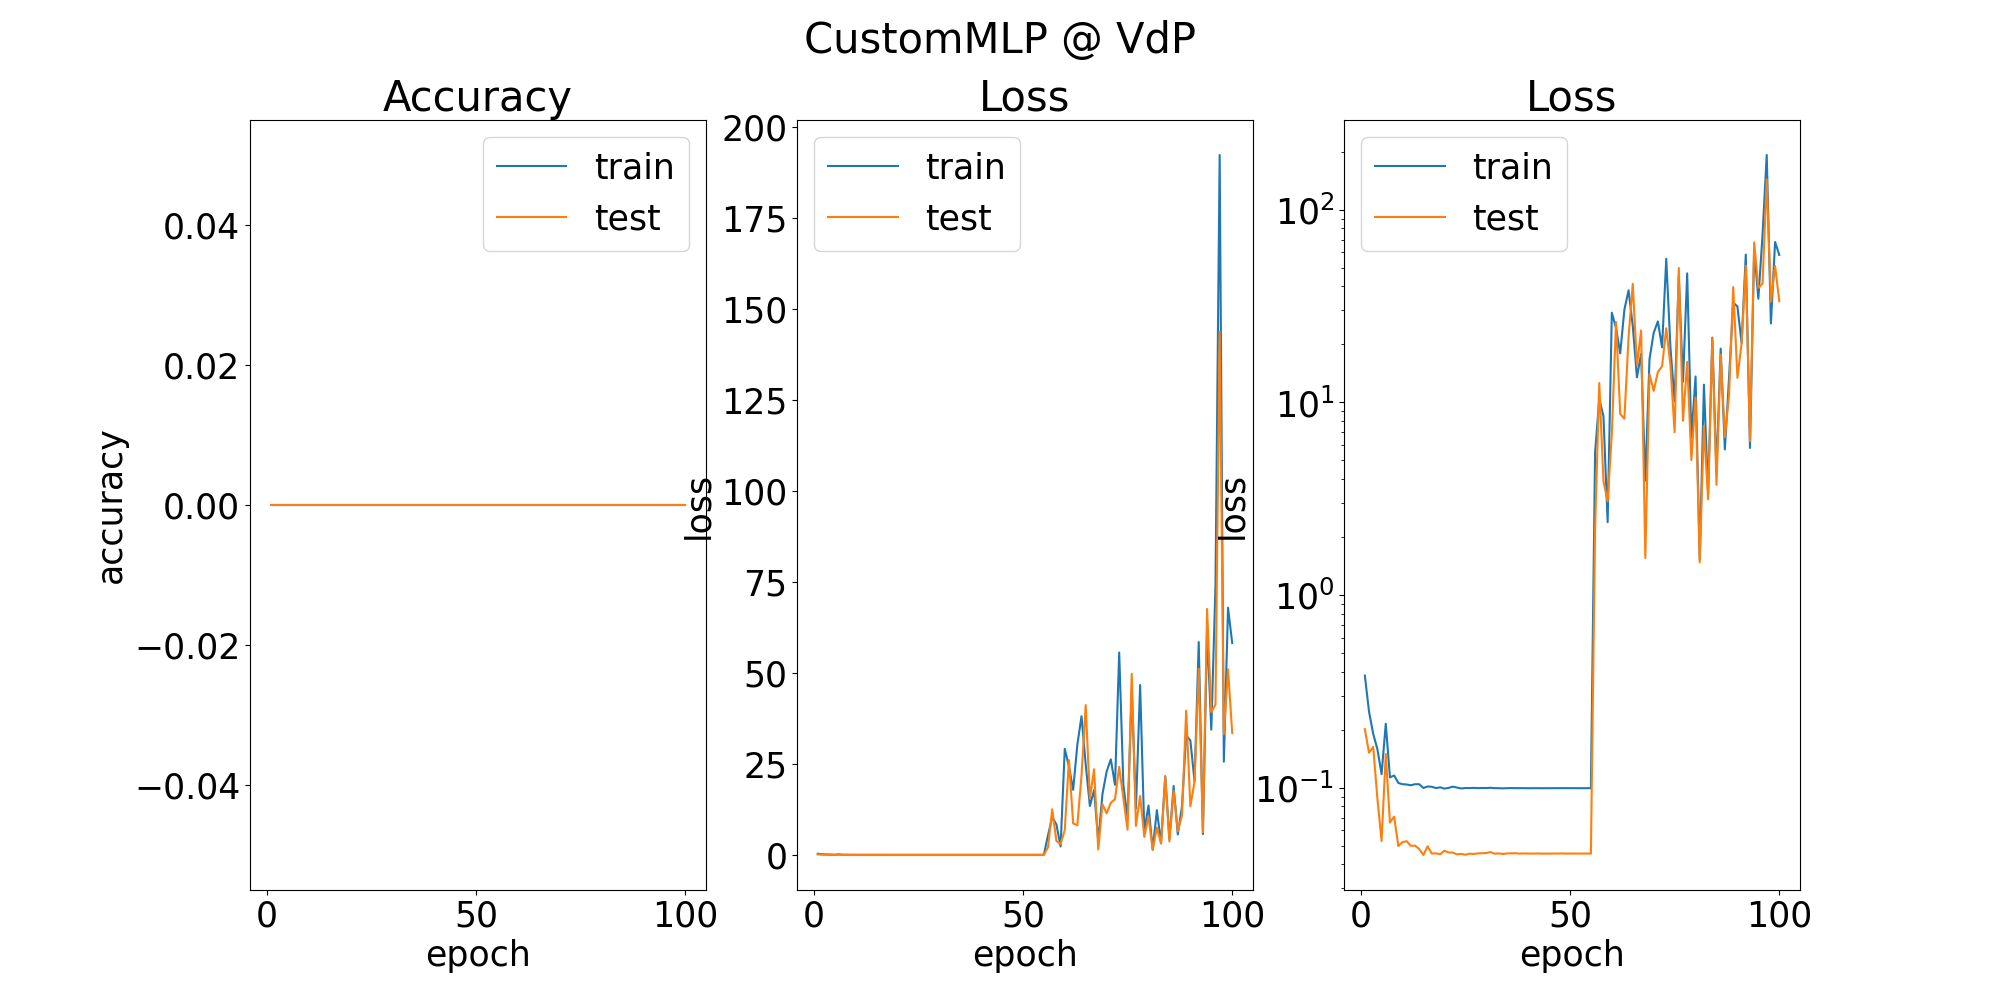 CustomMLP @ VdP
Accuracy
train
test
0.04
0.02
0.00
−0.02
−0.04
accuracy
0
50
100
epoch
Loss
train
test
200
175
150
125
100
75
50
25
0
loss
0
50
100
epoch
Loss
train
test
10²
10¹
10⁰
10⁻¹
loss
0
50
100
epoch